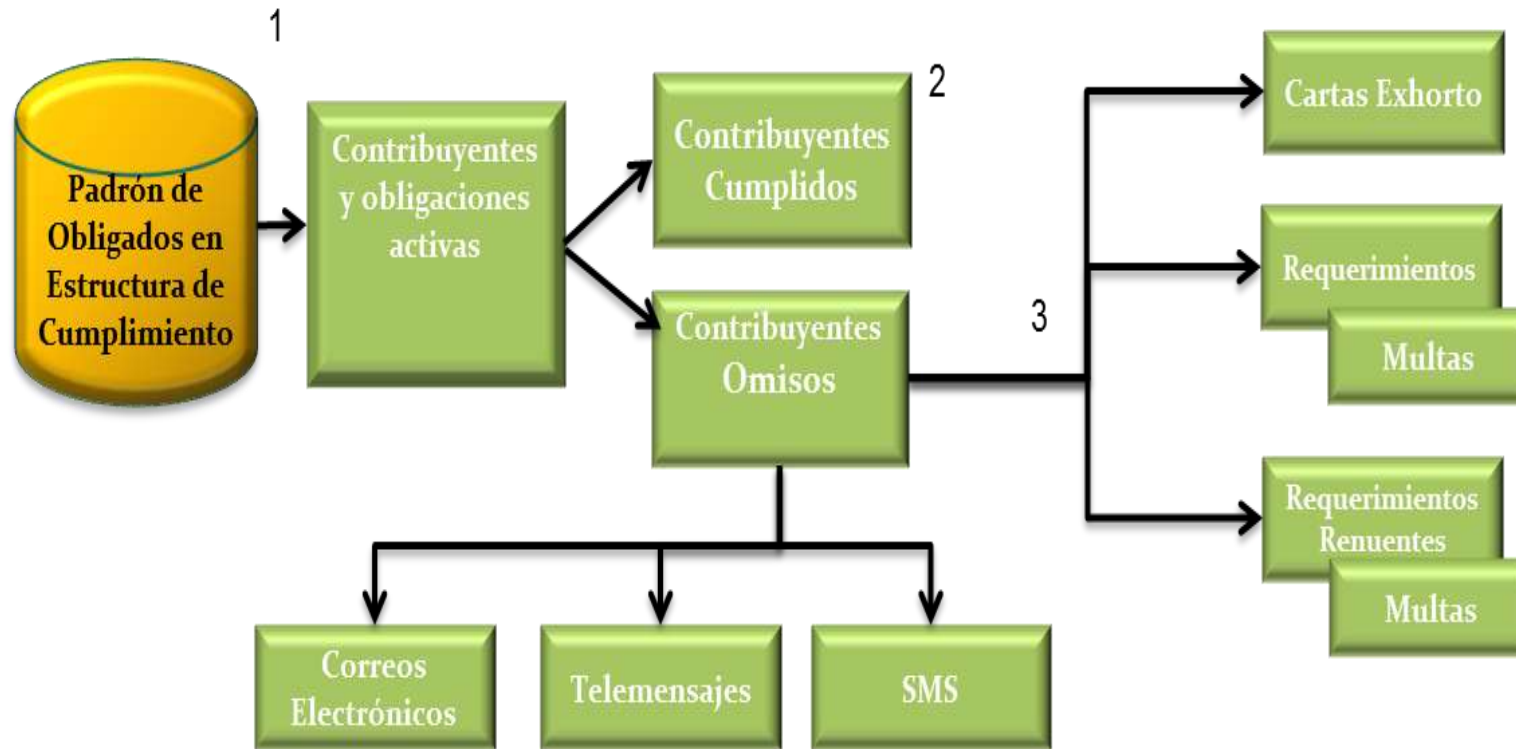 1
Padrón de
Obligados en
Estructura de
Cumplimiento
Contribuyentes
y obligaciones
activas
2
Contribuyentes
Cumplidos
Contribuyentes
Omisos
3
Cartas Exhorto
Requerimientos
Multas
Requerimientos
Renuentes
Multas
Correos
Electrónicos
Telemensajes
SMS